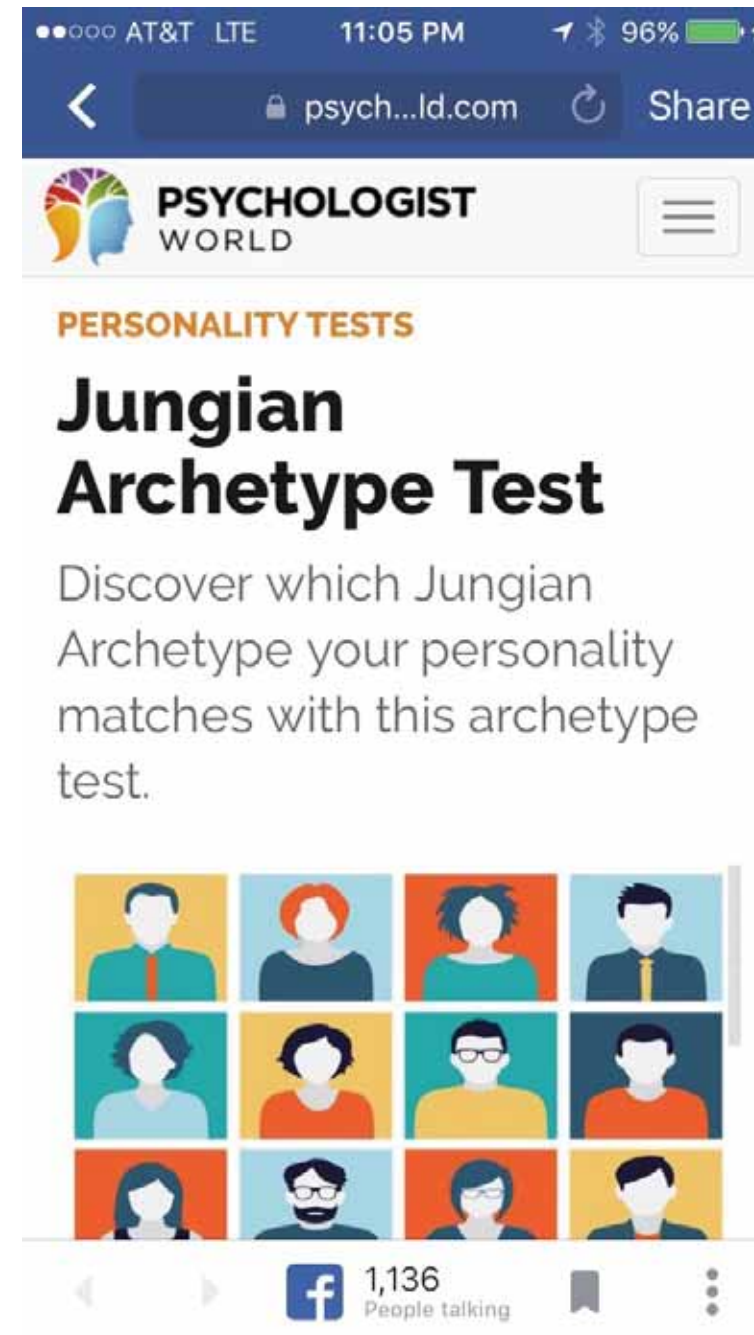 AT&T LTE 11:05 PM 96%
psych...ld.com Share
PSYCHOLOGIST
WORLD
PERSONALITY TESTS
Jungian
Archetype Test
Discover which Jungian
Archetype your personality
matches with this archetype
test.
f 1,136
People talking